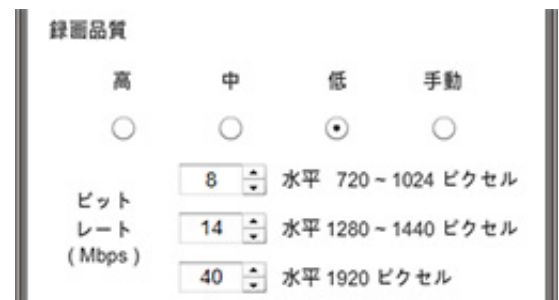 録画品質
高 中 低 手動
8 水平 720 ~ 1024 ピクセル
ビット
レート
( Mbps )
14 水平 1280 ~ 1440 ピクセル
40 水平 1920 ピクセル